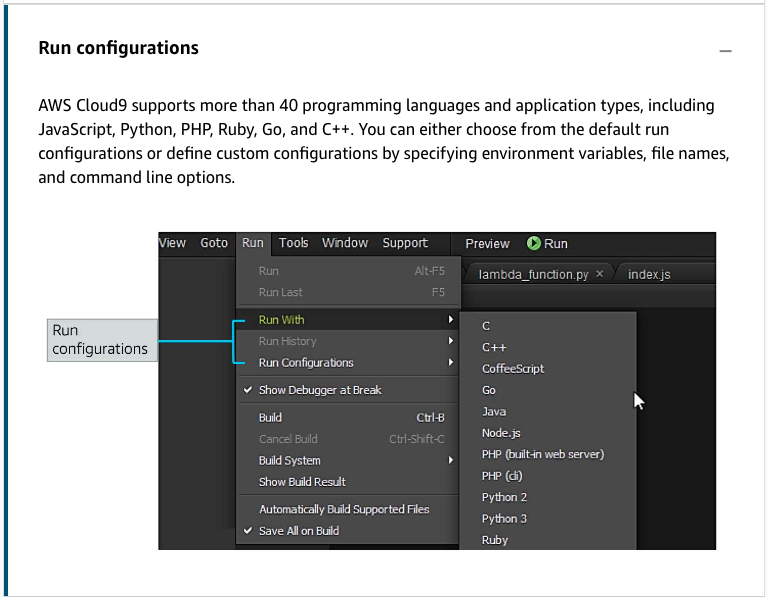 Run configurations
AWS Cloud9 supports more than 40 programming languages and application types, including
JavaScript, Python, PHP, Ruby, Go, and C++. You can either choose from the default run
configurations or define custom configurations by specifying environment variables, file names,
and command line options.
View Goto Run Tools Window Support Preview Run
lambda_function.py × index.js
Run Alt-F5
Run Last F5
Run With
Run History
Run Configurations
Show Debugger at Break
Build Ctrl-B
Cancel Build Ctrl-Shift-C
Build System
Show Build Result
Automatically Build Supported Files
Save All on Build
C
C++
CoffeeScript
Go
Java
Node.js
PHP (built-in web server)
PHP (cli)
Python 2
Python 3
Ruby
Run
configurations